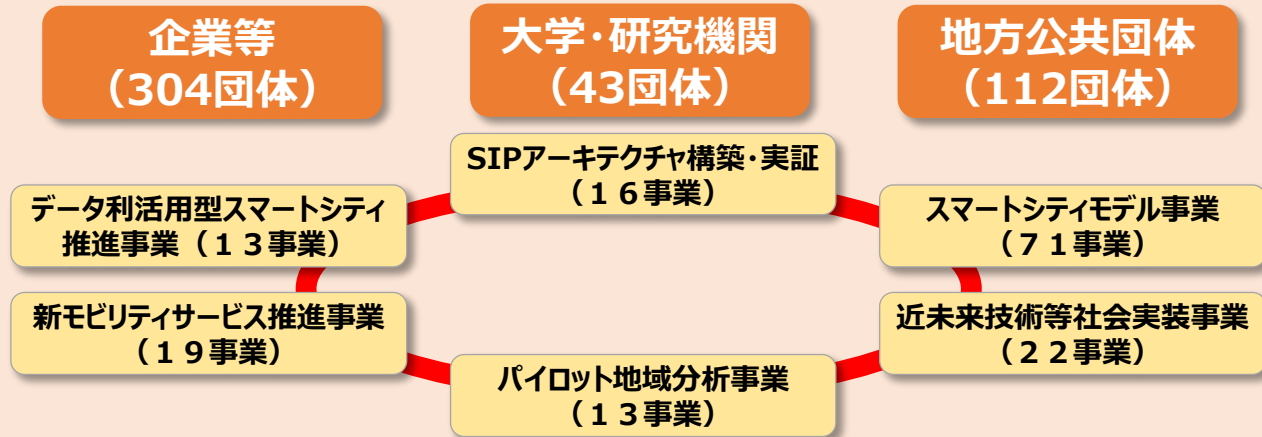 企業等
（304団体）
大学・研究機関
（43団体）
地方公共団体
（112団体）
SIPアーキテクチャ構築・実証
（１６事業）
データ利活用型スマートシティ
推進事業（１３事業）
スマートシティモデル事業
（７１事業）
新モビリティサービス推進事業
（１９事業）
近未来技術等社会実装事業
（２２事業）
パイロット地域分析事業
（１３事業）